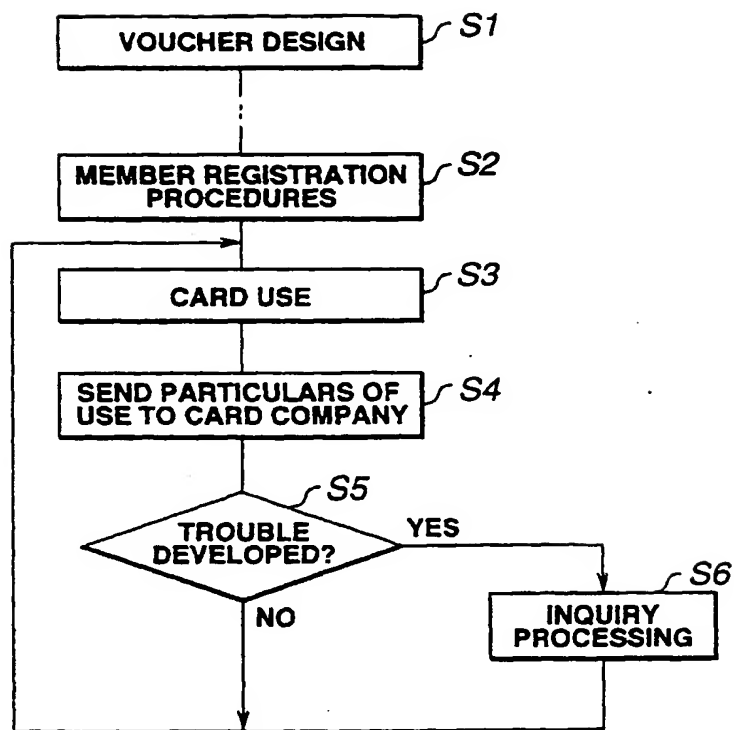 VOUCHER DESIGN
S1
MEMBER REGISTRATION
PROCEDURES
S2
CARD USE
S3
SEND PARTICULARS OF
USE TO CARD COMPANY
S4
S5
TROUBLE
DEVELOPED?
YES
NO
S6
INQUIRY
PROCESSING